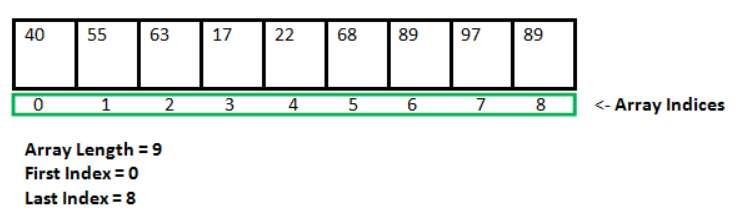 40 55 63 17 22 68 89 97 89
0 1 2 3 4 5 6 7 8 <- Array Indices
Array Length = 9
First Index = 0
Last Index = 8